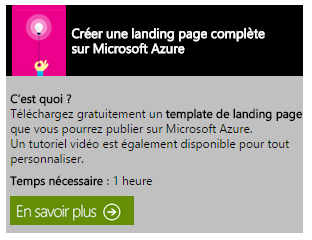 Créer une landing page complète
sur Microsoft Azure
C'est quoi ?
Téléchargez gratuitement un template de landing page
que vous pourrez publier sur Microsoft Azure.
Un tutoriel vidéo est également disponible pour tout
personnaliser.
Temps nécessaire : 1 heure
En savoir plus